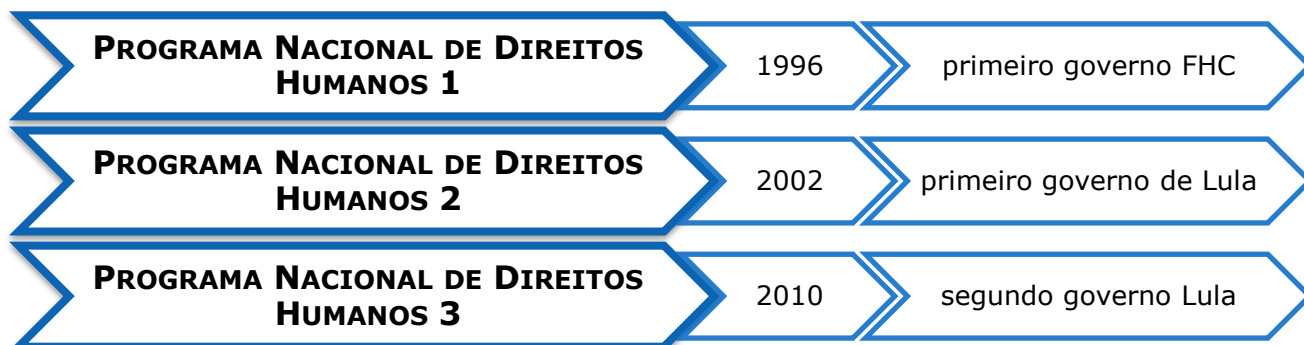 PROGRAMA NACIONAL DE DIREITOS
HUMANOS 1
1996
primeiro governo FHC
PROGRAMA NACIONAL DE DIREITOS
HUMANOS 2
2002
primeiro governo de Lula
PROGRAMA NACIONAL DE DIREITOS
HUMANOS 3
2010
segundo governo Lula